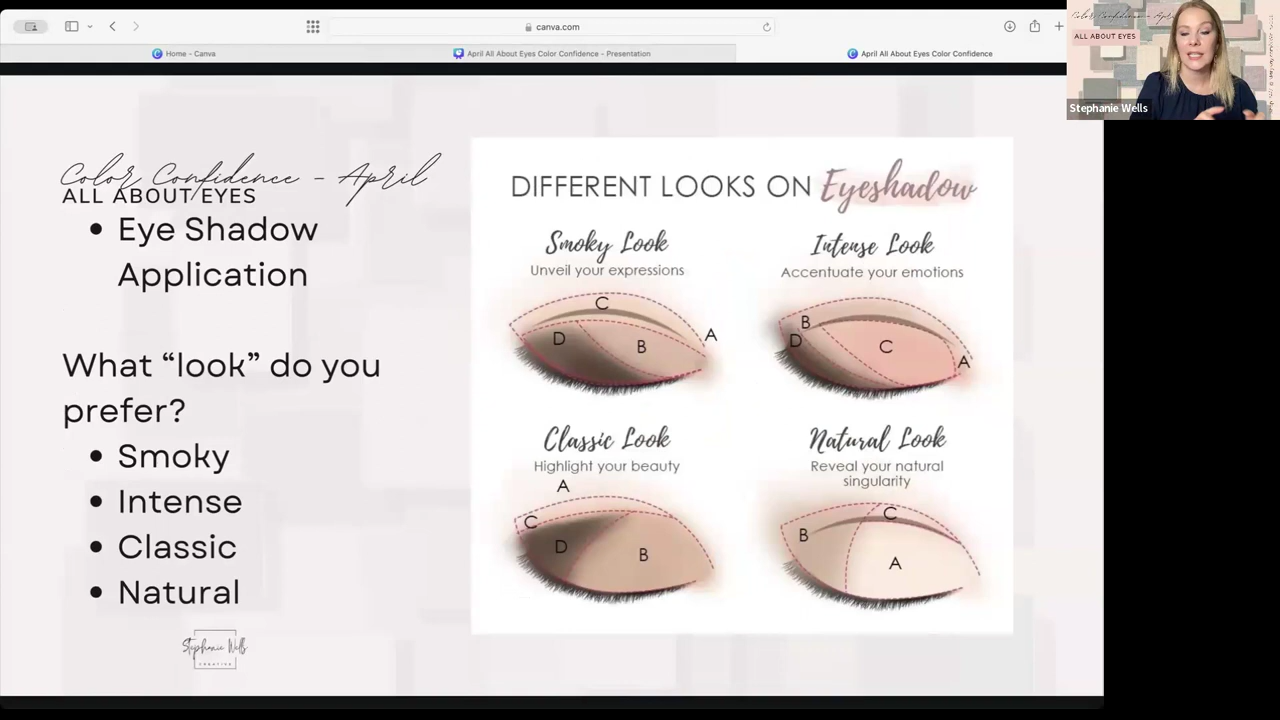 canva.com
Home - Canva
April All About Eyes Color Confidence - Presentation
April All About Eyes Color Confidence
ALL ABOUT EYES
Stephanie Wells
Color Confidence - April
ALL ABOUT EYES
• Eye Shadow
Application
What “look” do you
prefer?
• Smoky
• Intense
• Classic
• Natural
Stephanie Wells
CREATIVE
DIFFERENT LOOKS ON Eyeshadow
Smoky Look
Unveil your expressions
C
D
B
A
Intense Look
Accentuate your emotions
B
D
C
A
Classic Look
Highlight your beauty
A
C
D
B
Natural Look
Reveal your natural
singularity
C
B
A